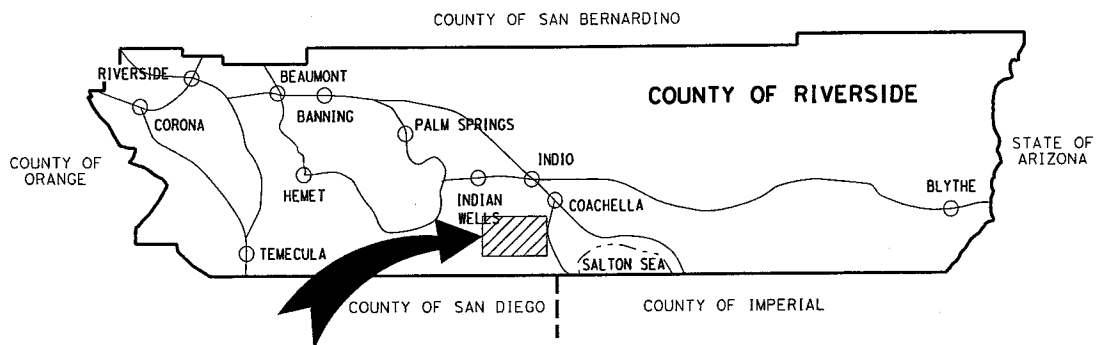 COUNTY OF SAN BERNARDINO
RIVERSIDE
BEAUMONT
COUNTY OF RIVERSIDE
BANNING
CORONA
PALM SPRINGS
STATE OF
ARIZONA
COUNTY OF
ORANGE
INDIO
HEMET
INDIAN
WELLS
COACHELLA
BLYTHE
TEMECULA
SALTON SEA
COUNTY OF SAN DIEGO
COUNTY OF IMPERIAL